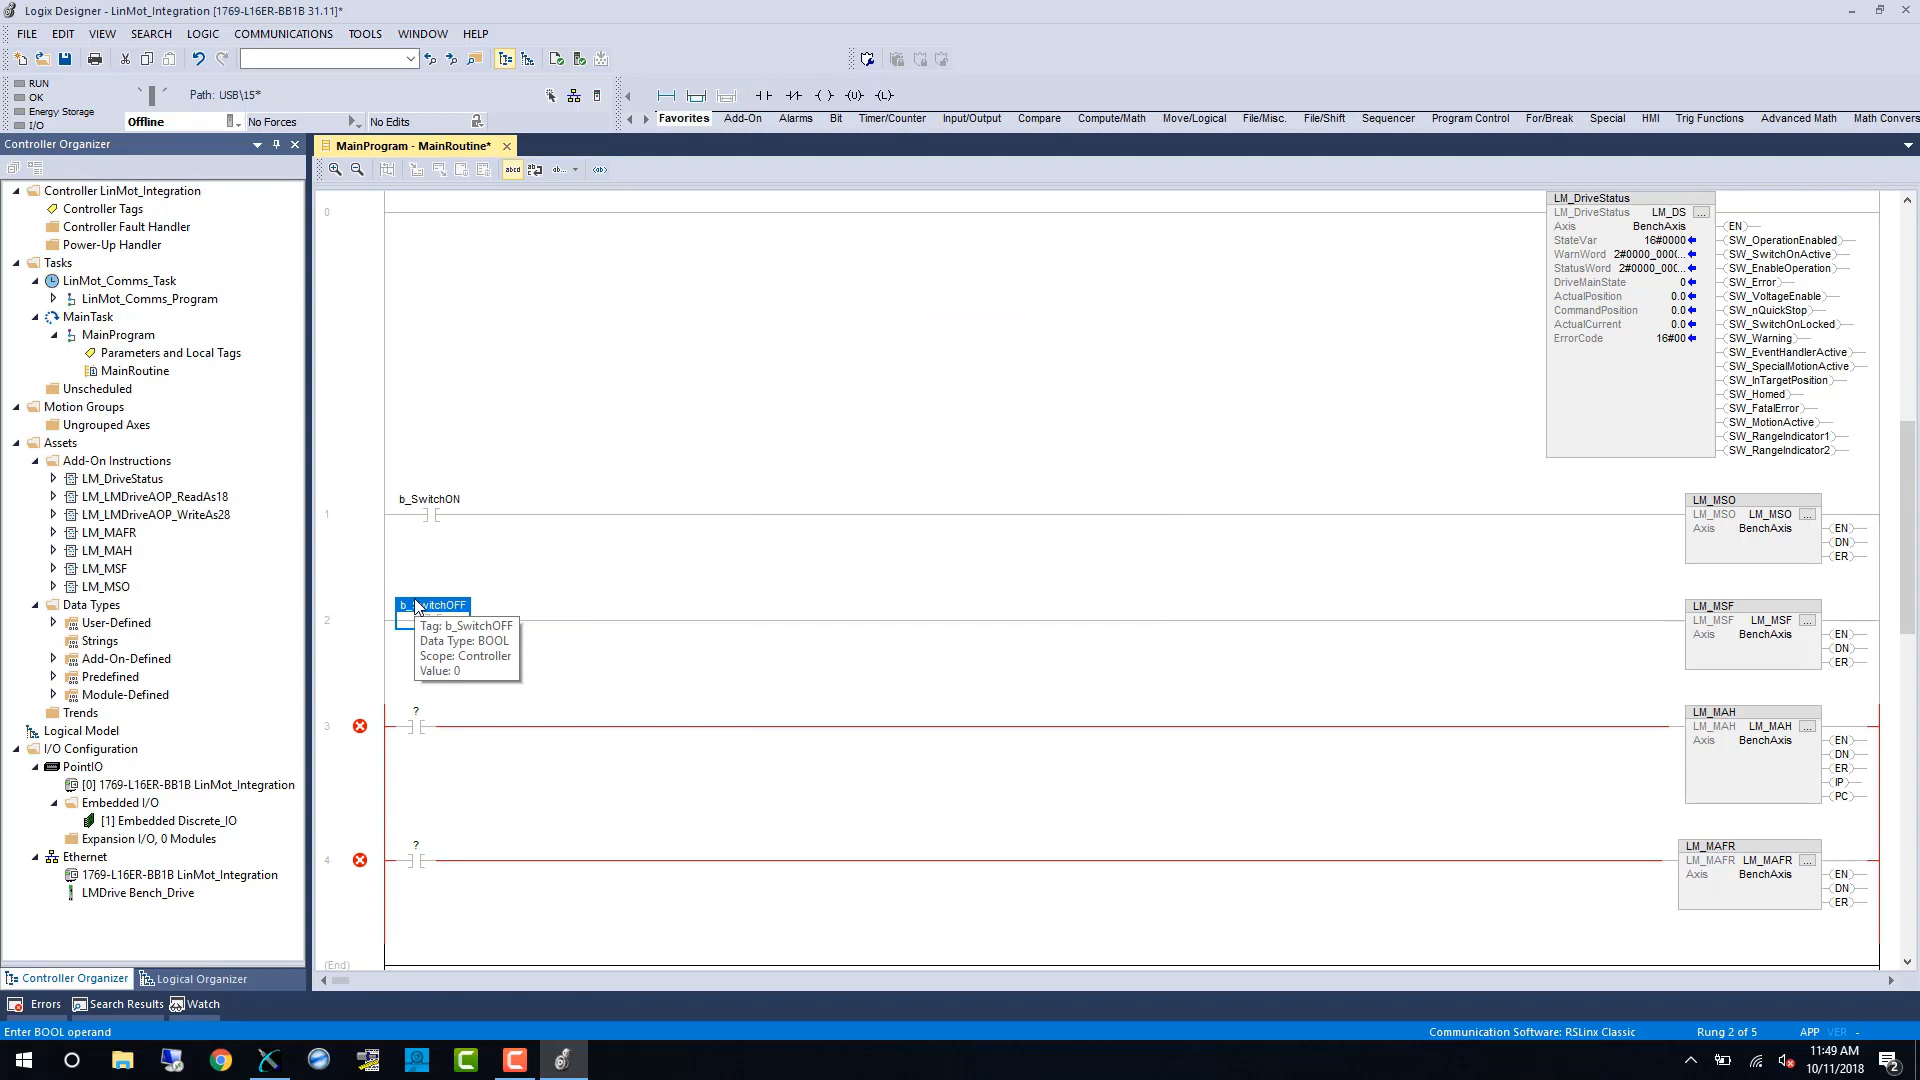 Logix Designer - LinMot_Integration [1769-L16ER-BB1B 31.11]*
FILE EDIT VIEW SEARCH LOGIC COMMUNICATIONS TOOLS WINDOW HELP
RUN
OK
Energy Storage
I/O
Path: USB\15*
Offline
No Forces
No Edits
Favorites Add-On Alarms Bit Timer/Counter Input/Output Compare Compute/Math Move/Logical File/Misc. File/Shift Sequencer Program Control For/Break Special HMI Trig Functions Advanced Math Math Convers
Controller Organizer
MainProgram - MainRoutine*
Controller LinMot_Integration
Controller Tags
Controller Fault Handler
Power-Up Handler
Tasks
LinMot_Comms_Task
LinMot_Comms_Program
MainTask
MainProgram
Parameters and Local Tags
MainRoutine
Unscheduled
Motion Groups
Ungrouped Axes
Assets
Add-On Instructions
LM_DriveStatus
LM_LMDriveAOP_ReadAs18
LM_LMDriveAOP_WriteAs28
LM_MAFR
LM_MAH
LM_MSF
LM_MSO
Data Types
User-Defined
Strings
Add-On-Defined
Predefined
Module-Defined
Trends
Logical Model
I/O Configuration
PointIO
[0] 1769-L16ER-BB1B LinMot_Integration
Embedded I/O
[1] Embedded Discrete_IO
Expansion I/O, 0 Modules
Ethernet
1769-L16ER-BB1B LinMot_Integration
LMDrive Bench_Drive
Controller Organizer
Logical Organizer
0
LM_DriveStatus
LM_DriveStatus LM_DS ...
Axis BenchAxis
StateVar 16#0000
WarnWord 2#0000_000(...
StatusWord 2#0000_000...
DriveMainState 0
ActualPosition 0.0
CommandPosition 0.0
ActualCurrent 0.0
ErrorCode 16#00
EN
SW_OperationEnabled
SW_SwitchOnActive
SW_EnableOperation
SW_Error
SW_VoltageEnable
SW_nQuickStop
SW_SwitchOnLocked
SW_Warning
SW_EventHandlerActive
SW_SpecialMotionActive
SW_InTargetPosition
SW_Homed
SW_FatalError
SW_MotionActive
SW_RangeIndicator1
SW_RangeIndicator2
1
b_SwitchON
LM_MSO
LM_MSO LM_MSO ...
Axis BenchAxis
EN
DN
ER
2
b_SwitchOFF
Tag: b_SwitchOFF
Data Type: BOOL
Scope: Controller
Value: 0
LM_MSF
LM_MSF LM_MSF ...
Axis BenchAxis
EN
DN
ER
3
?
LM_MAH
LM_MAH LM_MAH ...
Axis BenchAxis
EN
DN
ER
IP
PC
4
?
LM_MAFR
LM_MAFR LM_MAFR ...
Axis BenchAxis
EN
DN
ER
(End)
Errors Search Results Watch
Enter BOOL operand
Communication Software: RSLinx Classic
Rung 2 of 5
APP VER -
11:49 AM
10/11/2018
2